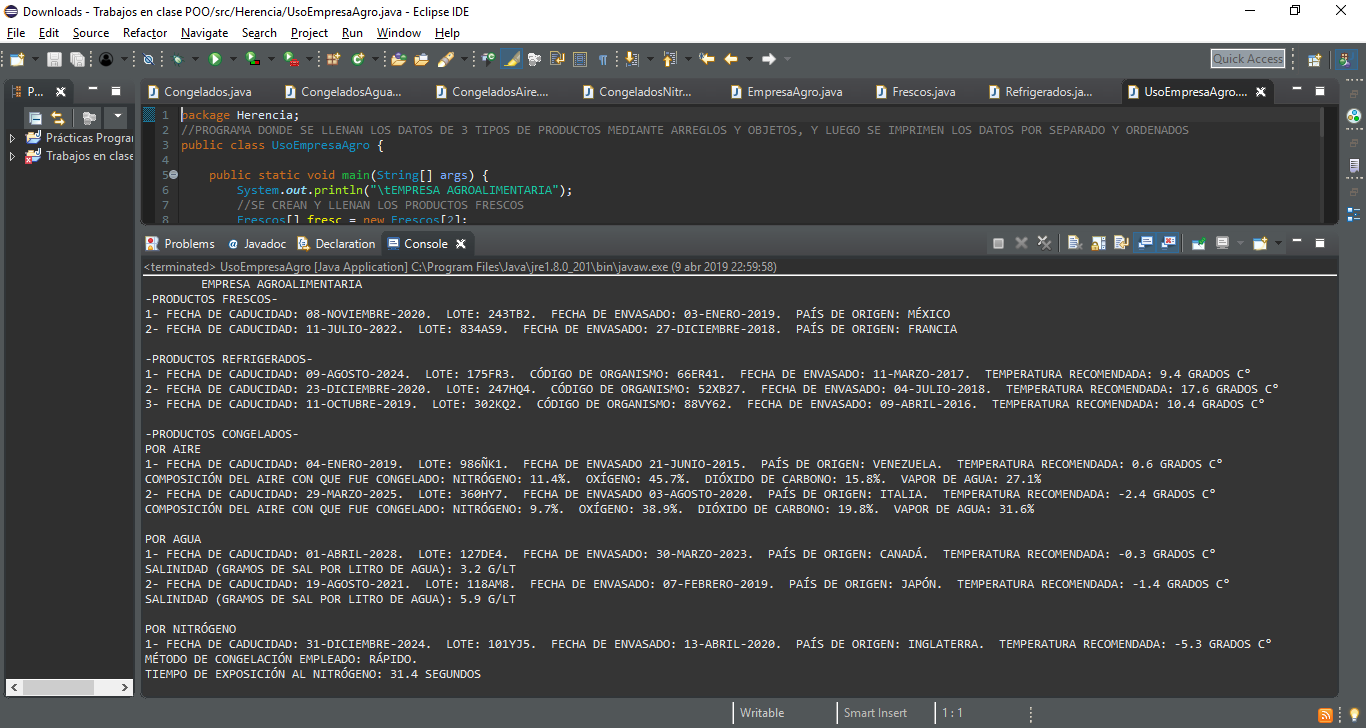 Downloads - Trabajos en clase POO/src/Herencia/UsoEmpresaAgro.java - Eclipse IDE
File Edit Source Refactor Navigate Search Project Run Window Help
Quick Access
P...
Congelados.java CongeladosAgua... CongeladosAire.... CongeladosNitr... EmpresaAgro.java Frescos.java Refrigerados.ja... UsoEmpresaAgro....
Prácticas Progra
Trabajos en clase
1 package Herencia;
2 //PROGRAMA DONDE SE LLENAN LOS DATOS DE 3 TIPOS DE PRODUCTOS MEDIANTE ARREGLOS Y OBJETOS, Y LUEGO SE IMPRIMEN LOS DATOS POR SEPARADO Y ORDENADOS
3 public class UsoEmpresaAgro {
4
5 public static void main(String[] args) {
6 System.out.println("\tEMPRESA AGROALIMENTARIA");
7 //SE CREAN Y LLENAN LOS PRODUCTOS FRESCOS
8 Frescos[] fresc = new Frescos[2];
Problems Javadoc Declaration Console
<terminated> UsoEmpresaAgro [Java Application] C:\Program Files\Java\jre1.8.0_201\bin\javaw.exe (9 abr 2019 22:59:58)
EMPRESA AGROALIMENTARIA
-PRODUCTOS FRESCOS-
1- FECHA DE CADUCIDAD: 08-NOVIEMBRE-2020. LOTE: 243TB2. FECHA DE ENVASADO: 03-ENERO-2019. PAÍS DE ORIGEN: MÉXICO
2- FECHA DE CADUCIDAD: 11-JULIO-2022. LOTE: 834AS9. FECHA DE ENVASADO: 27-DICIEMBRE-2018. PAÍS DE ORIGEN: FRANCIA
-PRODUCTOS REFRIGERADOS-
1- FECHA DE CADUCIDAD: 09-AGOSTO-2024. LOTE: 175FR3. CÓDIGO DE ORGANISMO: 66ER41. FECHA DE ENVASADO: 11-MARZO-2017. TEMPERATURA RECOMENDADA: 9.4 GRADOS C°
2- FECHA DE CADUCIDAD: 23-DICIEMBRE-2020. LOTE: 247HQ4. CÓDIGO DE ORGANISMO: 52XB27. FECHA DE ENVASADO: 04-JULIO-2018. TEMPERATURA RECOMENDADA: 17.6 GRADOS C°
3- FECHA DE CADUCIDAD: 11-OCTUBRE-2019. LOTE: 302KQ2. CÓDIGO DE ORGANISMO: 88VY62. FECHA DE ENVASADO: 09-ABRIL-2016. TEMPERATURA RECOMENDADA: 10.4 GRADOS C°
-PRODUCTOS CONGELADOS-
POR AIRE
1- FECHA DE CADUCIDAD: 04-ENERO-2019. LOTE: 986ÑK1. FECHA DE ENVASADO 21-JUNIO-2015. PAÍS DE ORIGEN: VENEZUELA. TEMPERATURA RECOMENDADA: 0.6 GRADOS C°
COMPOSICIÓN DEL AIRE CON QUE FUE CONGELADO: NITRÓGENO: 11.4%. OXÍGENO: 45.7%. DIÓXIDO DE CARBONO: 15.8%. VAPOR DE AGUA: 27.1%
2- FECHA DE CADUCIDAD: 29-MARZO-2025. LOTE: 360HY7. FECHA DE ENVASADO 03-AGOSTO-2020. PAÍS DE ORIGEN: ITALIA. TEMPERATURA RECOMENDADA: -2.4 GRADOS C°
COMPOSICIÓN DEL AIRE CON QUE FUE CONGELADO: NITRÓGENO: 9.7%. OXÍGENO: 38.9%. DIÓXIDO DE CARBONO: 19.8%. VAPOR DE AGUA: 31.6%
POR AGUA
1- FECHA DE CADUCIDAD: 01-ABRIL-2028. LOTE: 127DE4. FECHA DE ENVASADO: 30-MARZO-2023. PAÍS DE ORIGEN: CANADÁ. TEMPERATURA RECOMENDADA: -0.3 GRADOS C°
SALINIDAD (GRAMOS DE SAL POR LITRO DE AGUA): 3.2 G/LT
2- FECHA DE CADUCIDAD: 19-AGOSTO-2021. LOTE: 118AM8. FECHA DE ENVASADO: 07-FEBRERO-2019. PAÍS DE ORIGEN: JAPÓN. TEMPERATURA RECOMENDADA: -1.4 GRADOS C°
SALINIDAD (GRAMOS DE SAL POR LITRO DE AGUA): 5.9 G/LT
POR NITRÓGENO
1- FECHA DE CADUCIDAD: 31-DICIEMBRE-2024. LOTE: 101YJ5. FECHA DE ENVASADO: 13-ABRIL-2020. PAÍS DE ORIGEN: INGLATERRA. TEMPERATURA RECOMENDADA: -5.3 GRADOS C°
MÉTODO DE CONGELACIÓN EMPLEADO: RÁPIDO.
TIEMPO DE EXPOSICIÓN AL NITRÓGENO: 31.4 SEGUNDOS
Writable Smart Insert 1 : 1